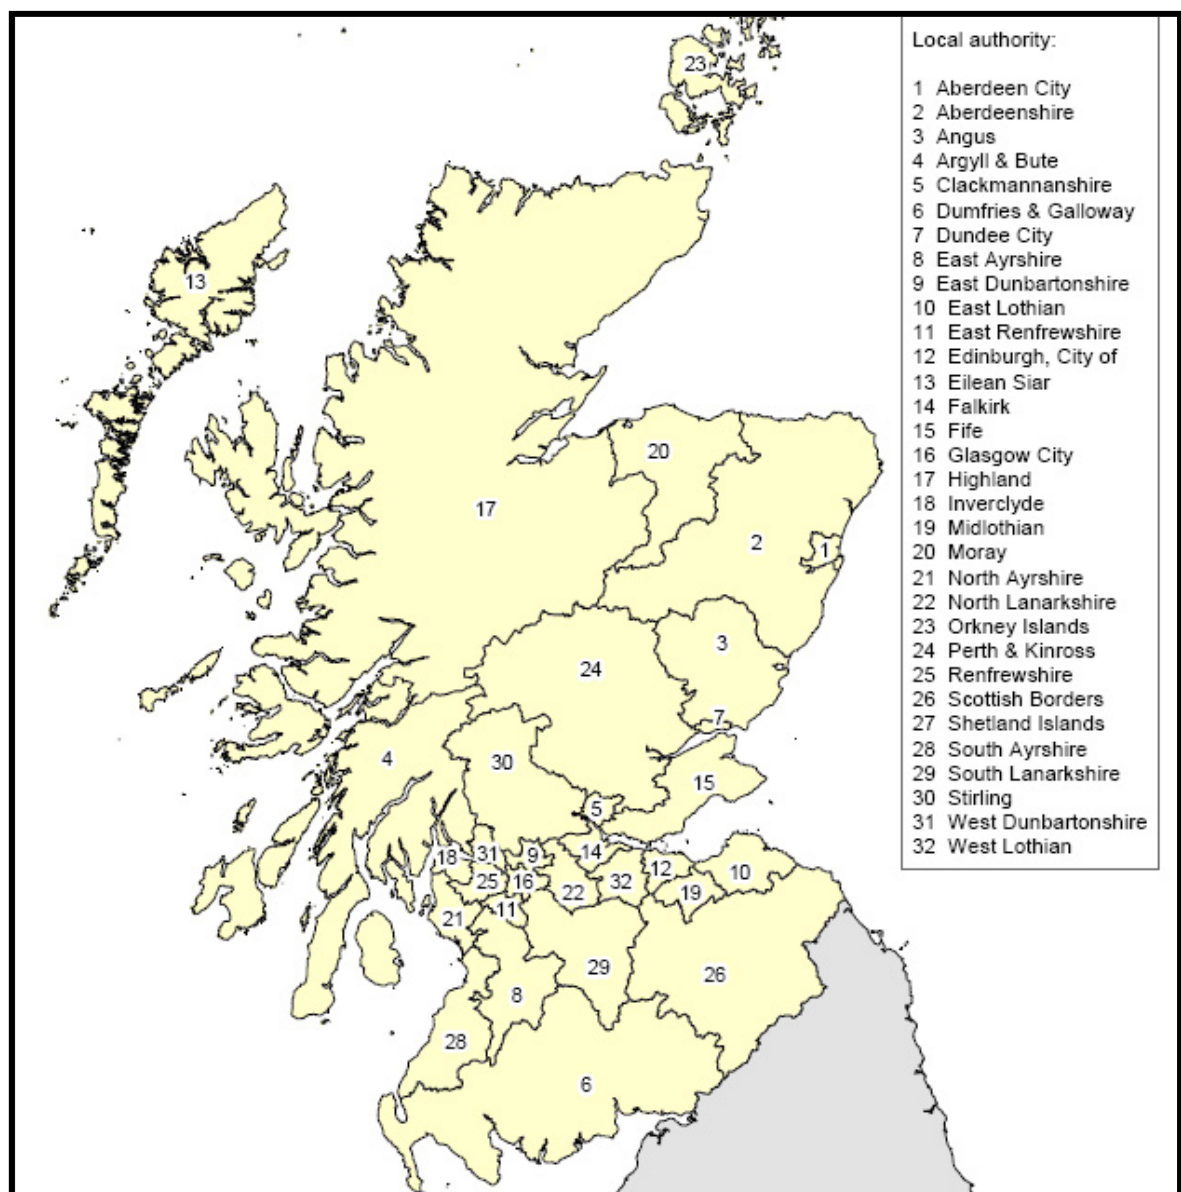 Local authority:
1 Aberdeen City
2 Aberdeenshire
3 Angus
4 Argyll & Bute
5 Clackmannanshire
6 Dumfries & Galloway
7 Dundee City
8 East Ayrshire
9 East Dunbartonshire
10 East Lothian
11 East Renfrewshire
12 Edinburgh, City of
13 Eilean Siar
14 Falkirk
15 Fife
16 Glasgow City
17 Highland
18 Inverclyde
19 Midlothian
20 Moray
21 North Ayrshire
22 North Lanarkshire
23 Orkney Islands
24 Perth & Kinross
25 Renfrewshire
26 Scottish Borders
27 Shetland Islands
28 South Ayrshire
29 South Lanarkshire
30 Stirling
31 West Dunbartonshire
32 West Lothian
23
13
20
17
2
1
3
24
7
4
30
15
5
18
31
9
14
12
10
25
16
22
32
19
21
11
29
26
8
28
6